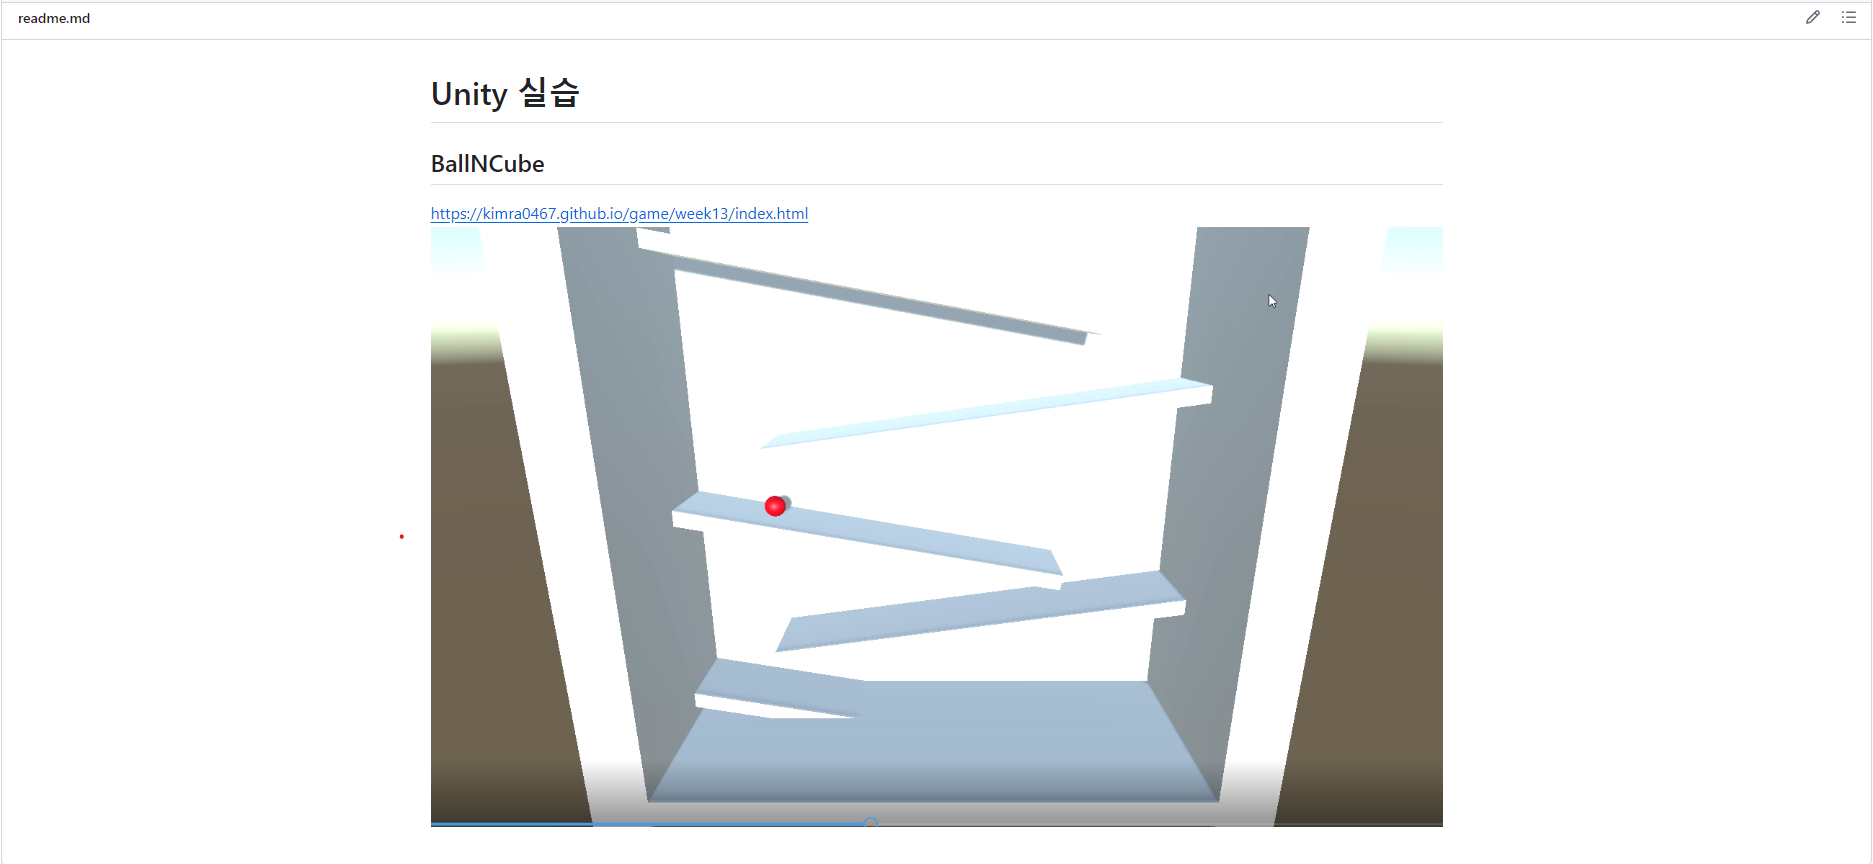 readme.md
Unity 실습
BallNCube
https://kimra0467.github.io/game/week13/index.html